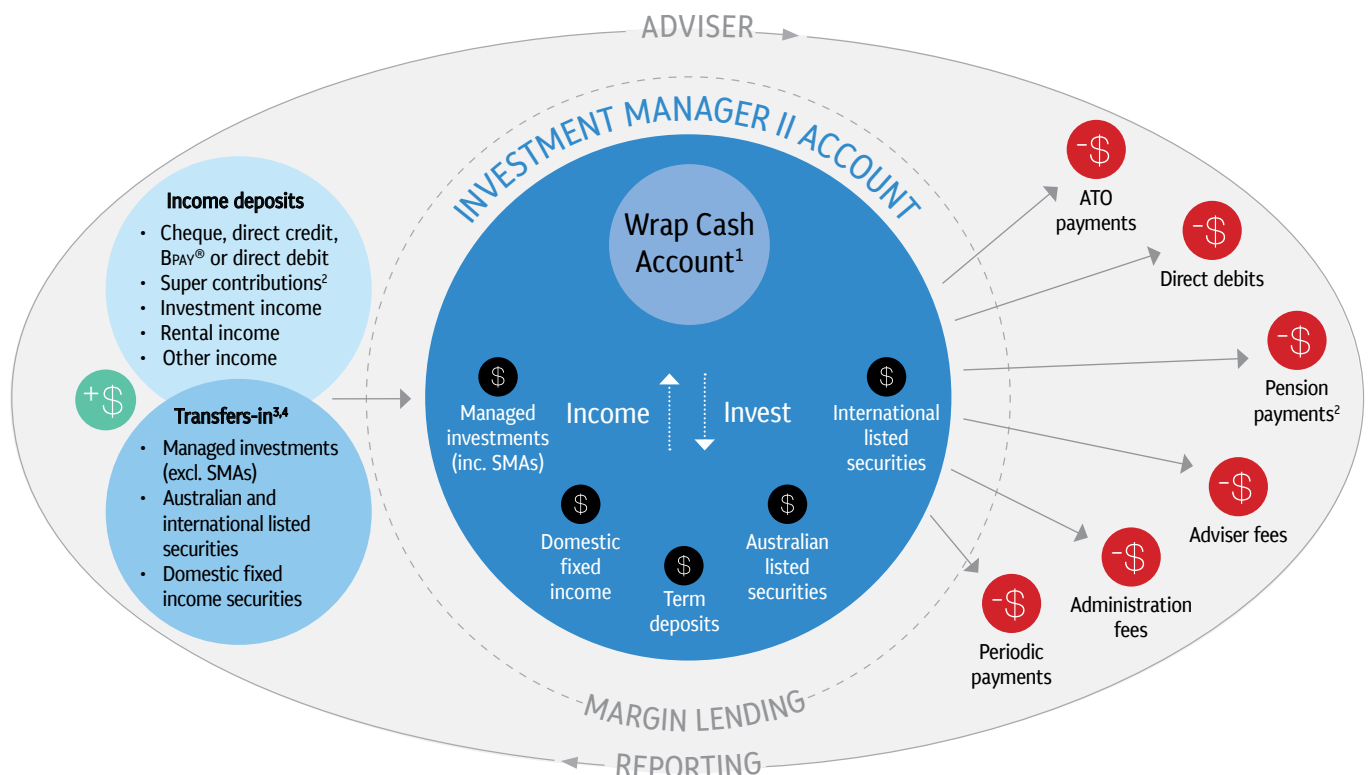 ADVISER
INVESTMENT MANAGER II ACCOUNT
Income deposits
• Cheque, direct credit,
BPAY® or direct debit
• Super contributions²
• Investment income
• Rental income
• Other income
+$
Transfers-in³,⁴
• Managed investments
(excl. SMAs)
• Australian and
international listed
securities
• Domestic fixed
income securities
Wrap Cash
Account¹
Income
Invest
$
Managed
investments
(inc. SMAs)
$
Domestic
fixed
income
$
Term
deposits
$
Australian
listed
securities
$
International
listed
securities
-$
ATO
payments
-$
Direct debits
-$
Pension
payments²
-$
Adviser fees
-$
Administration
fees
-$
Periodic
payments
MARGIN LENDING
REPORTING